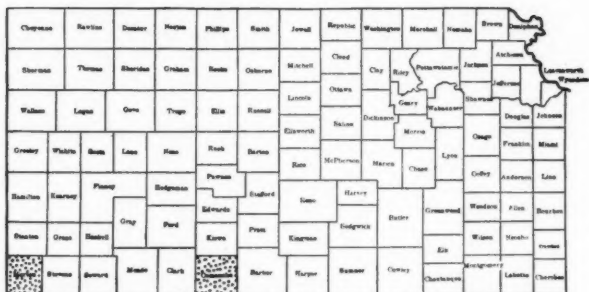 Cheyenne Rawlins Decatur Norton Phillips Smith Jewell Republic Washington Marshall Nemaha Brown Doniphan
Sherman Thomas Sheridan Graham Rooks Osborne Mitchell Cloud Clay Riley Pottawatomie Jackson Atchison
Jefferson Leavenworth Wyandotte
Wallace Logan Gove Trego Ellis Russell Lincoln Ottawa Geary Wabaunsee Shawnee Douglas Johnson
Ellsworth Saline Dickinson Morris Osage Franklin Miami
Greeley Wichita Scott Lane Ness Rush Barton Rice McPherson Marion Chase Lyon
Hamilton Kearney Finney Hodgeman Pawnee Stafford Reno Harvey Coffey Anderson Linn
Edwards Sedgwick Butler Greenwood Woodson Allen Bourbon
Stanton Grant Haskell Gray Ford Kiowa Pratt Kingman Elk Wilson Neosho
Stevens Seward Meade Clark Comanche Barber Harper Sumner Cowley Chautauqua Montgomery Labette Cherokee